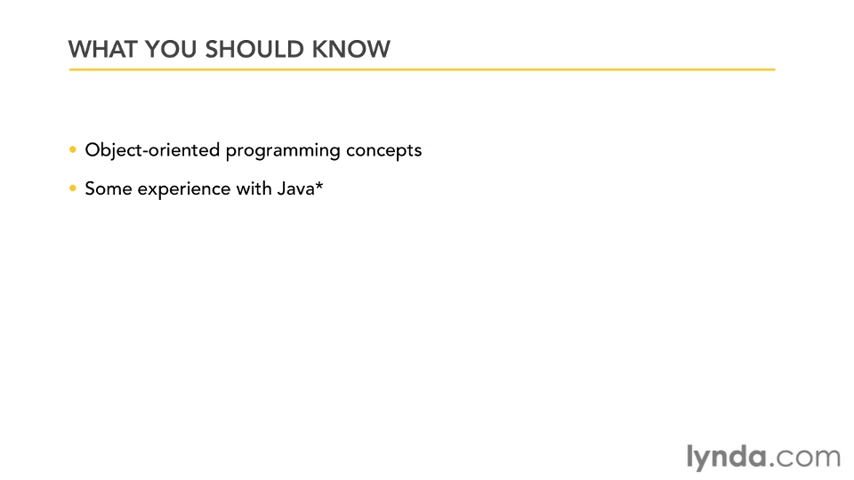 WHAT YOU SHOULD KNOW
• Object-oriented programming concepts
• Some experience with Java*
lynda.com